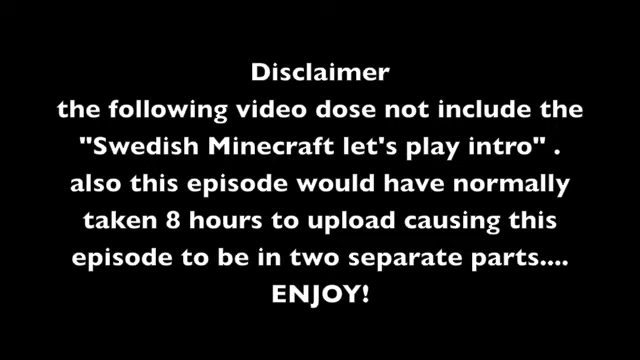 Disclaimer
the following video dose not include the
"Swedish Minecraft let's play intro" .
also this episode would have normally
taken 8 hours to upload causing this
episode to be in two separate parts....
ENJOY!